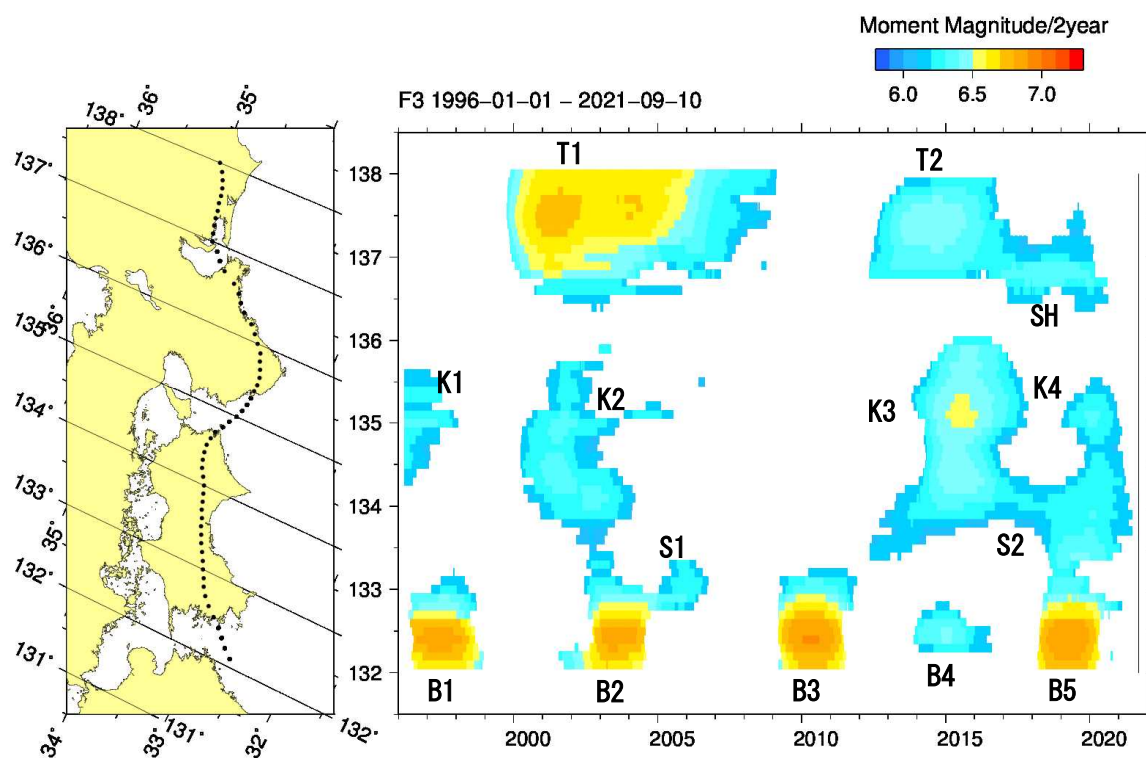 Moment Magnitude/2year
6.0 6.5 7.0
F3 1996-01-01 - 2021-09-10
138° 36° 35°
137°
136°
135°
36°
134°
133°
35°
132°
131°
34° 33° 131° 32° 132°
138
137
136
135
134
133
132
T1 T2
SH
K1 K2 K3 K4
S1 S2
B1 B2 B3 B4 B5
2000 2005 2010 2015 2020